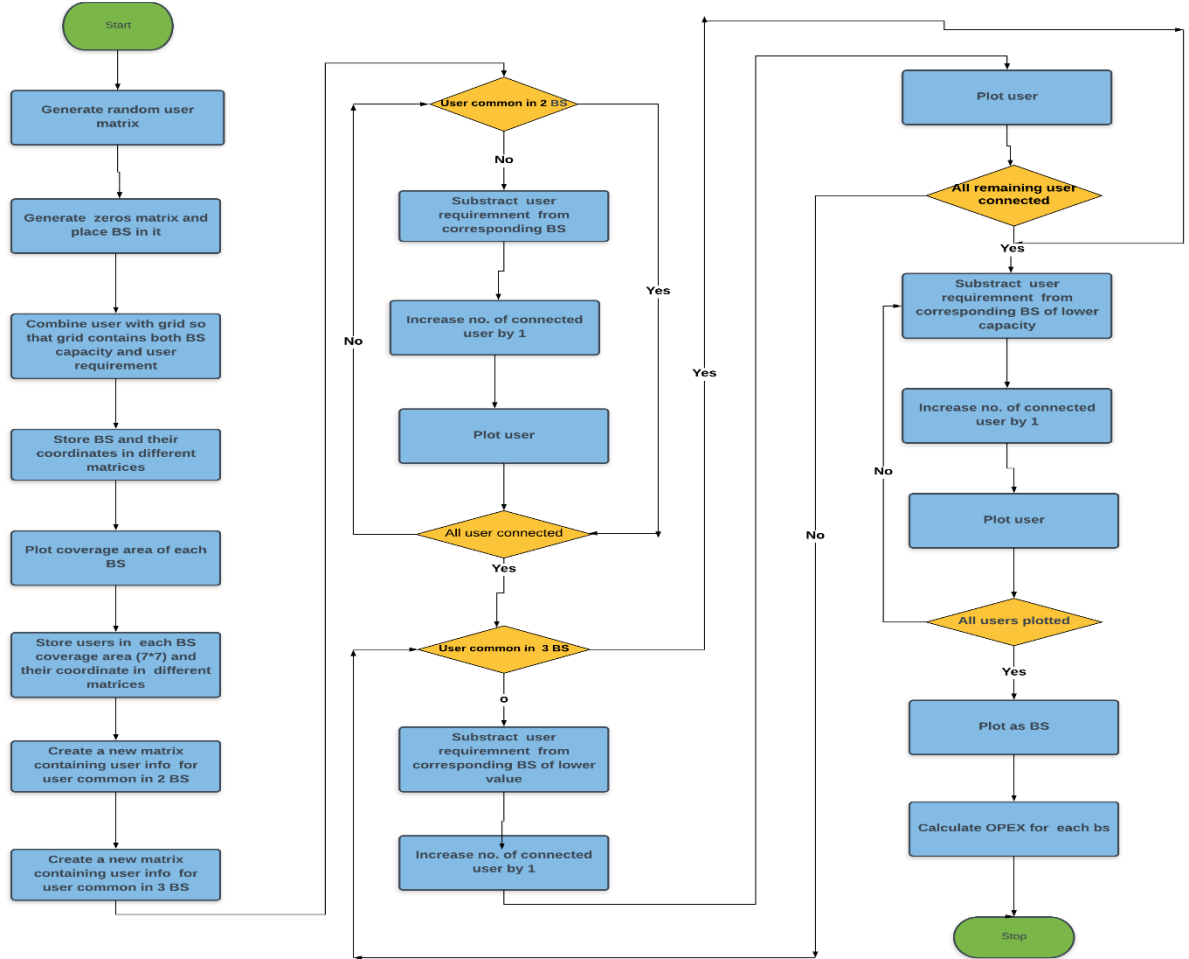 Start
Generate random user
matrix
Generate zeros matrix and
place BS in it
Combine user with grid so
that grid contains both BS
capacity and user
requirement
Store BS and their
coordinates in different
matrices
Plot coverage area of each
BS
Store users in each BS
coverage area (7*7) and
their coordinate in different
matrices
Create a new matrix
containing user info for
user common in 2 BS
Create a new matrix
containing user info for
user common in 3 BS
User common in 2 BS
No
Substract user
requiremnent from
corresponding BS
Yes
Increase no. of connected
user by 1
No
Plot user
All user connected
Yes
User common in 3 BS
Yes
o
Substract user
requiremnent from
corresponding BS of lower
value
Increase no. of connected
user by 1
Plot user
All remaining user
connected
No
Yes
Substract user
requiremnent from
corresponding BS of lower
capacity
Increase no. of connected
user by 1
No
Plot user
All users plotted
Yes
Plot as BS
Calculate OPEX for each bs
Stop